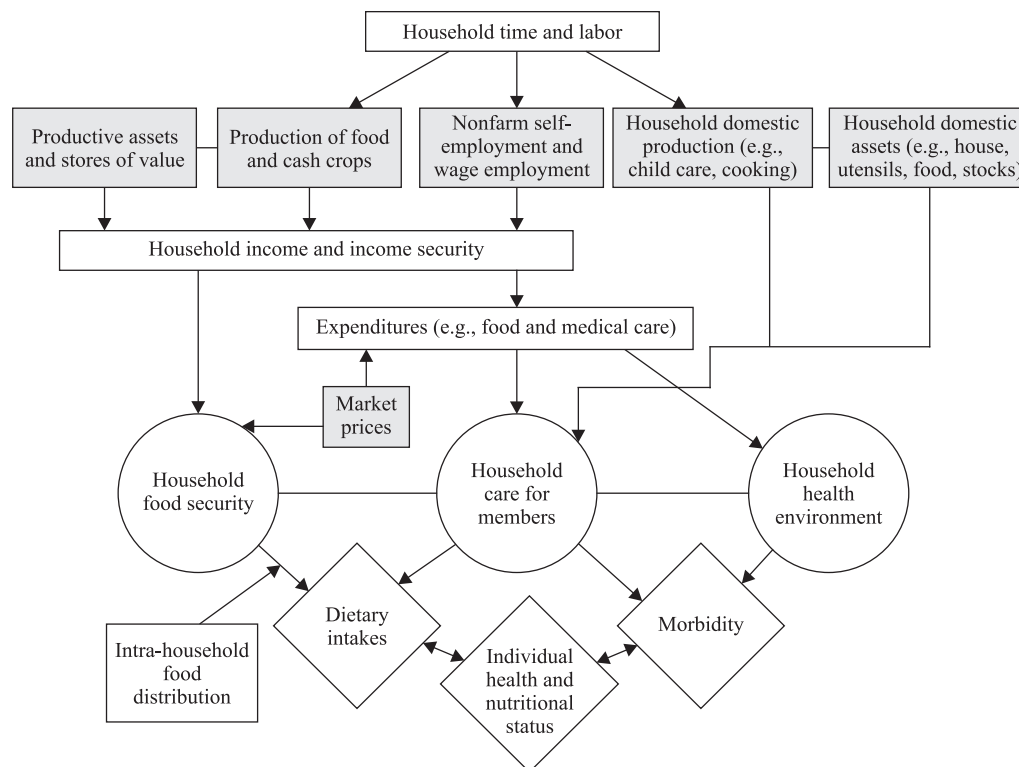 Household time and labor
Productive assets
and stores of value
Production of food
and cash crops
Nonfarm self-
employment and
wage employment
Household domestic
production (e.g.,
child care, cooking)
Household domestic
assets (e.g., house,
utensils, food, stocks)
Household income and income security
Expenditures (e.g., food and medical care)
Market
prices
Household
food security
Household
care for
members
Household
health
environment
Dietary
intakes
Morbidity
Intra-household
food
distribution
Individual
health and
nutritional
status